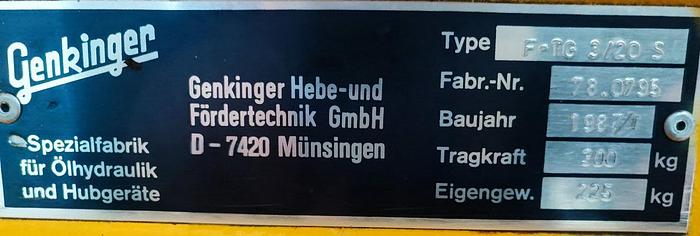 Genkinger
Spezialfabrik
für Ölhydraulik
und Hubgeräte
Genkinger Hebe-und
Fördertechnik GmbH
D - 7420 Münsingen
Type F-TG 3/20 S
Fabr.-Nr. 78.0795
Baujahr 1987/1
Tragkraft 300 kg
Eigengew. 225 kg